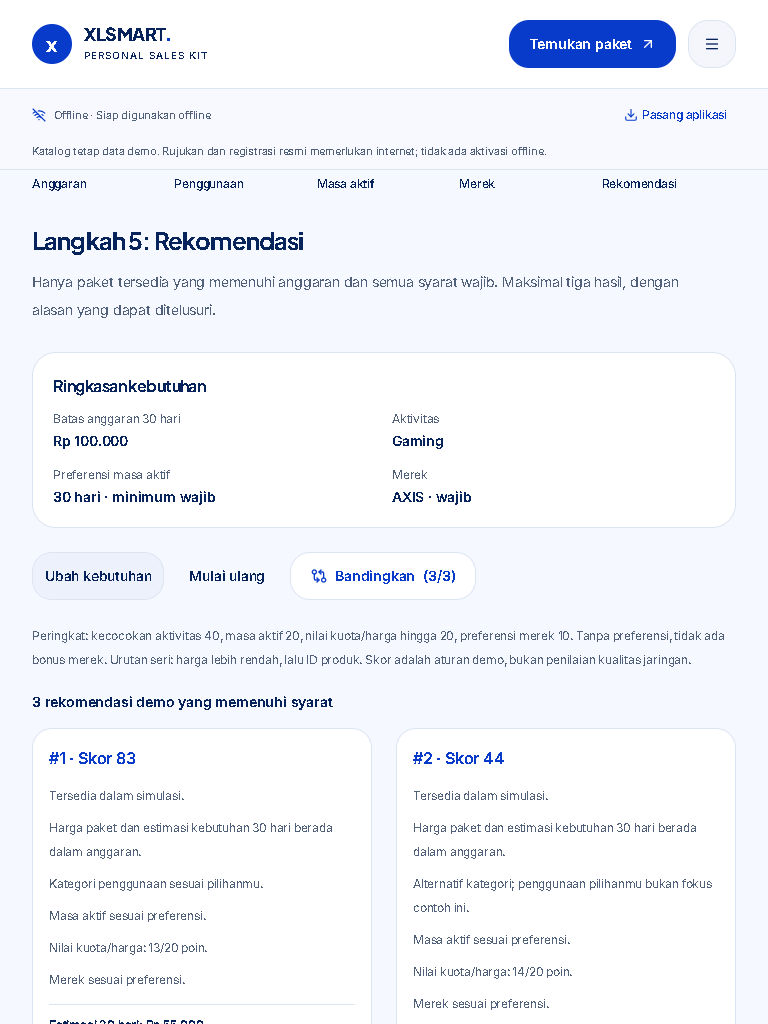 x
XLSMART.
PERSONAL SALES KIT
Temukan paket
Offline · Siap digunakan offline
Pasang aplikasi
Katalog tetap data demo. Rujukan dan registrasi resmi memerlukan internet; tidak ada aktivasi offline.
Anggaran Penggunaan Masa aktif Merek Rekomendasi
Langkah 5: Rekomendasi
Hanya paket tersedia yang memenuhi anggaran dan semua syarat wajib. Maksimal tiga hasil, dengan
alasan yang dapat ditelusuri.
Ringkasan kebutuhan
Batas anggaran 30 hari
Rp 100.000
Aktivitas
Gaming
Preferensi masa aktif
30 hari · minimum wajib
Merek
AXIS · wajib
Ubah kebutuhan
Mulai ulang
Bandingkan (3/3)
Peringkat: kecocokan aktivitas 40, masa aktif 20, nilai kuota/harga hingga 20, preferensi merek 10. Tanpa preferensi, tidak ada
bonus merek. Urutan seri: harga lebih rendah, lalu ID produk. Skor adalah aturan demo, bukan penilaian kualitas jaringan.
3 rekomendasi demo yang memenuhi syarat
#1 · Skor 83
Tersedia dalam simulasi.
Harga paket dan estimasi kebutuhan 30 hari berada
dalam anggaran.
Kategori penggunaan sesuai pilihanmu.
Masa aktif sesuai preferensi.
Nilai kuota/harga: 13/20 poin.
Merek sesuai preferensi.
Estimasi 30 hari: Rp 55.000
#2 · Skor 44
Tersedia dalam simulasi.
Harga paket dan estimasi kebutuhan 30 hari berada
dalam anggaran.
Alternatif kategori; penggunaan pilihanmu bukan fokus
contoh ini.
Masa aktif sesuai preferensi.
Nilai kuota/harga: 14/20 poin.
Merek sesuai preferensi.